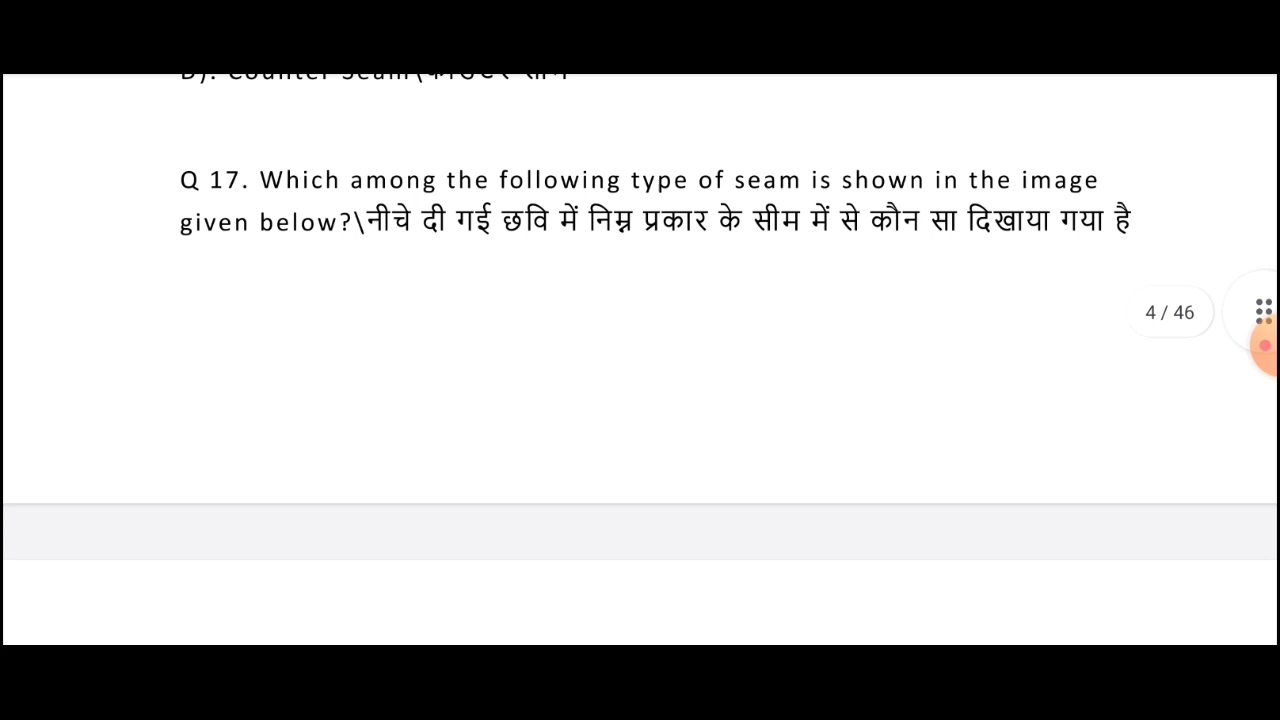 Q 17. Which among the following type of seam is shown in the image
given below?\नीचे दी गई छवि में निम्न प्रकार के सीम में से कौन सा दिखाया गया है
4 / 46